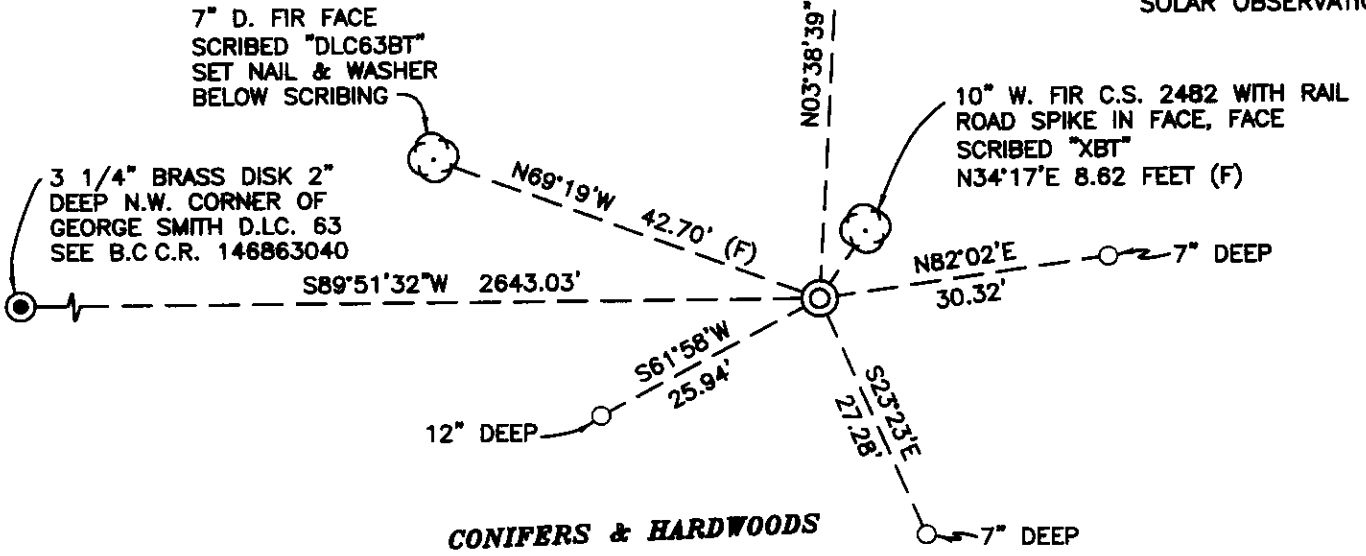 SOLAR OBSERVATIO
7" D. FIR FACE
SCRIBED "DLC63BT"
SET NAIL & WASHER
BELOW SCRIBING
N03°38'39"
10" W. FIR C.S. 2482 WITH RAIL
ROAD SPIKE IN FACE, FACE
SCRIBED "XBT"
N34°17'E 8.62 FEET (F)
3 1/4" BRASS DISK 2"
DEEP N.W. CORNER OF
GEORGE SMITH D.LC. 63
SEE B.C C.R. 146863040
N69°19'W 42.70' (F)
N82°02'E
30.32'
7" DEEP
S89°51'32"W 2643.03'
S61°58'W
25.94'
12" DEEP
S23°23'E
27.28'
7" DEEP
CONIFERS & HARDWOODS